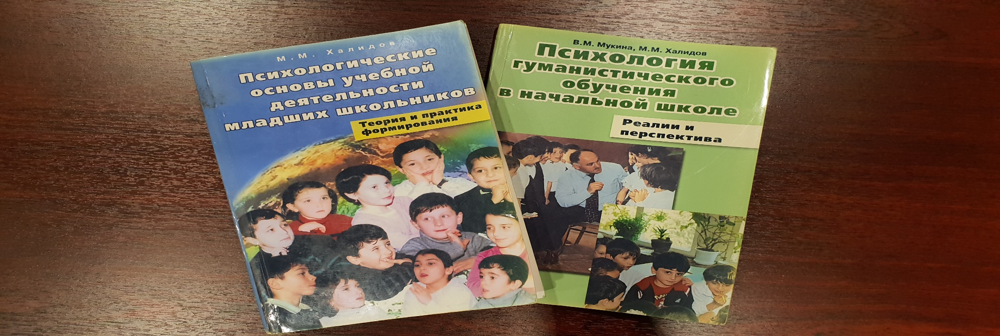 М.М. Халидов
Психологические
основы учебной
деятельности
младших школьников
Теория и практика
формирования
В.М. Мукина, М.М. Халидов
Психология
гуманистического
обучения
в начальной школе
Реалии и
перспектива